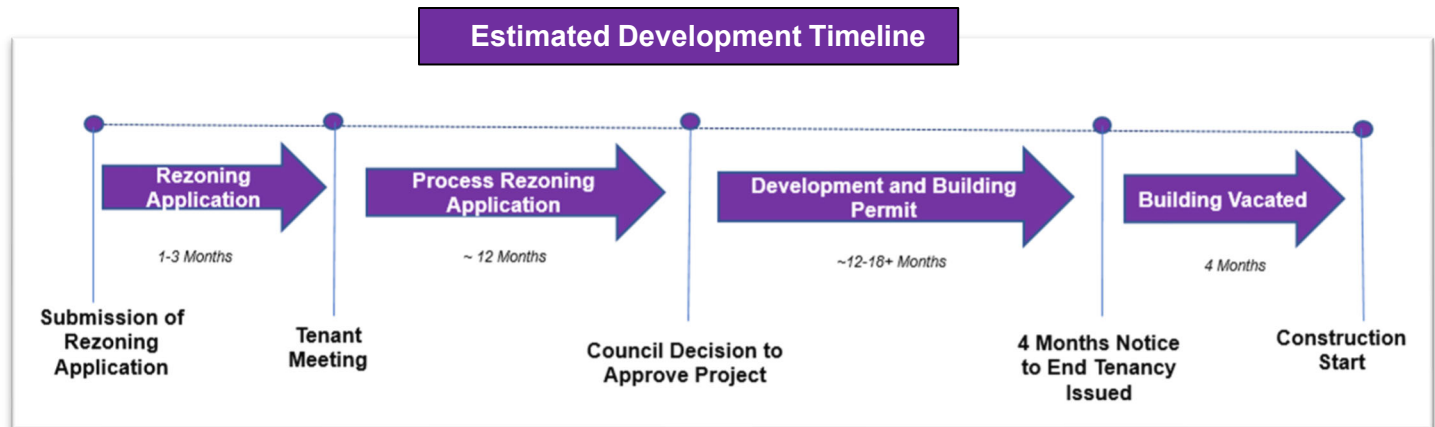 Estimated Development Timeline
Rezoning
Application
Process Rezoning
Application
Development and Building
Permit
Building Vacated
1-3 Months
~ 12 Months
~12-18+ Months
4 Months
Submission of
Rezoning
Application
Tenant
Meeting
Council Decision to
Approve Project
4 Months Notice
to End Tenancy
Issued
Construction
Start